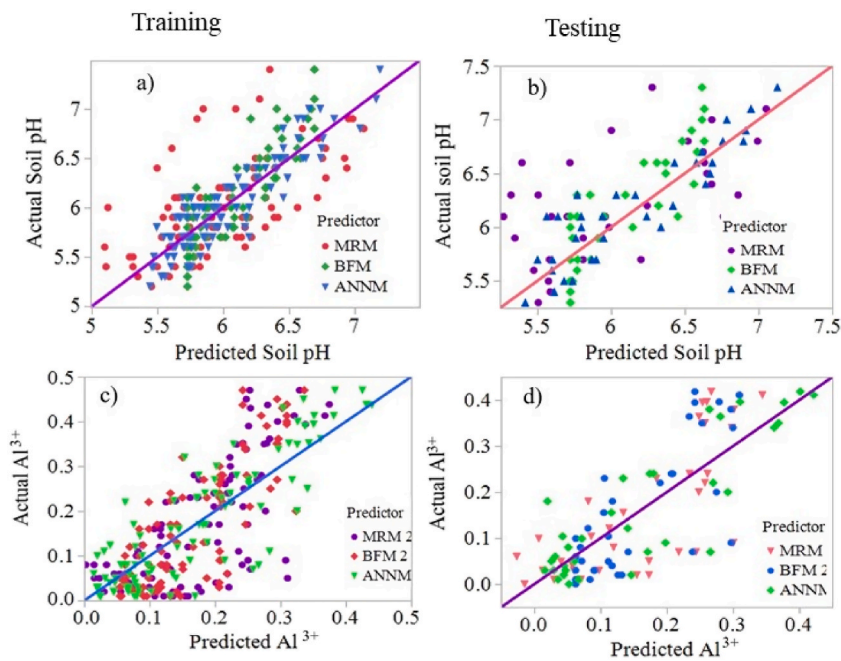 Training
Testing
a)
Actual Soil pH
7
6.5
6
5.5
5
Predictor
MRM
BFM
ANNM
5
5.5
6
6.5
7
Predicted Soil pH
b)
Actual soil pH
7.5
7
6.5
6
5.5
Predictor
MRM
BFM
ANNM
5.5
6
6.5
7
7.5
Predicted Soil pH
c)
Actual Al3+
0.5
0.4
0.3
0.2
0.1
0.0
Predictor
MRM 2
BFM 2
ANNM
0.0
0.1
0.2
0.3
0.4
0.5
Predicted Al 3+
d)
Actual Al3+
0.4
0.3
0.2
0.1
0.0
Predictor
MRM
BFM 2
ANNM
0.0
0.1
0.2
0.3
0.4
Predicted Al3+